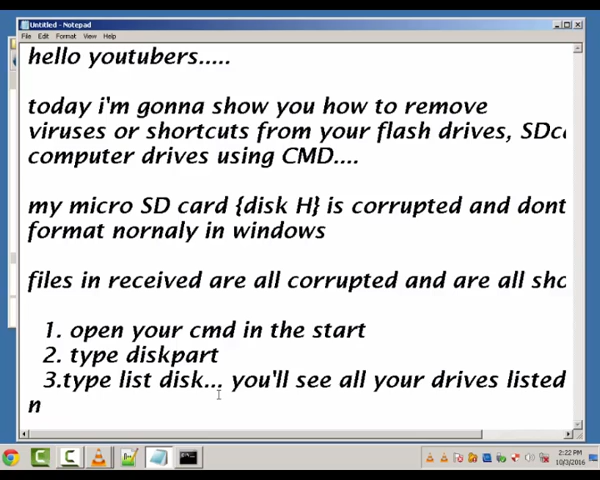 Untitled - Notepad
File Edit Format View Help
hello youtubers.....
today i'm gonna show you how to remove
viruses or shortcuts from your flash drives, SDca
computer drives using CMD....
my micro SD card {disk H} is corrupted and dont
format nornaly in windows
files in received are all corrupted and are all sho
1. open your cmd in the start
2. type diskpart
3.type list disk... you'll see all your drives listed
n
2:22 PM
10/3/2016